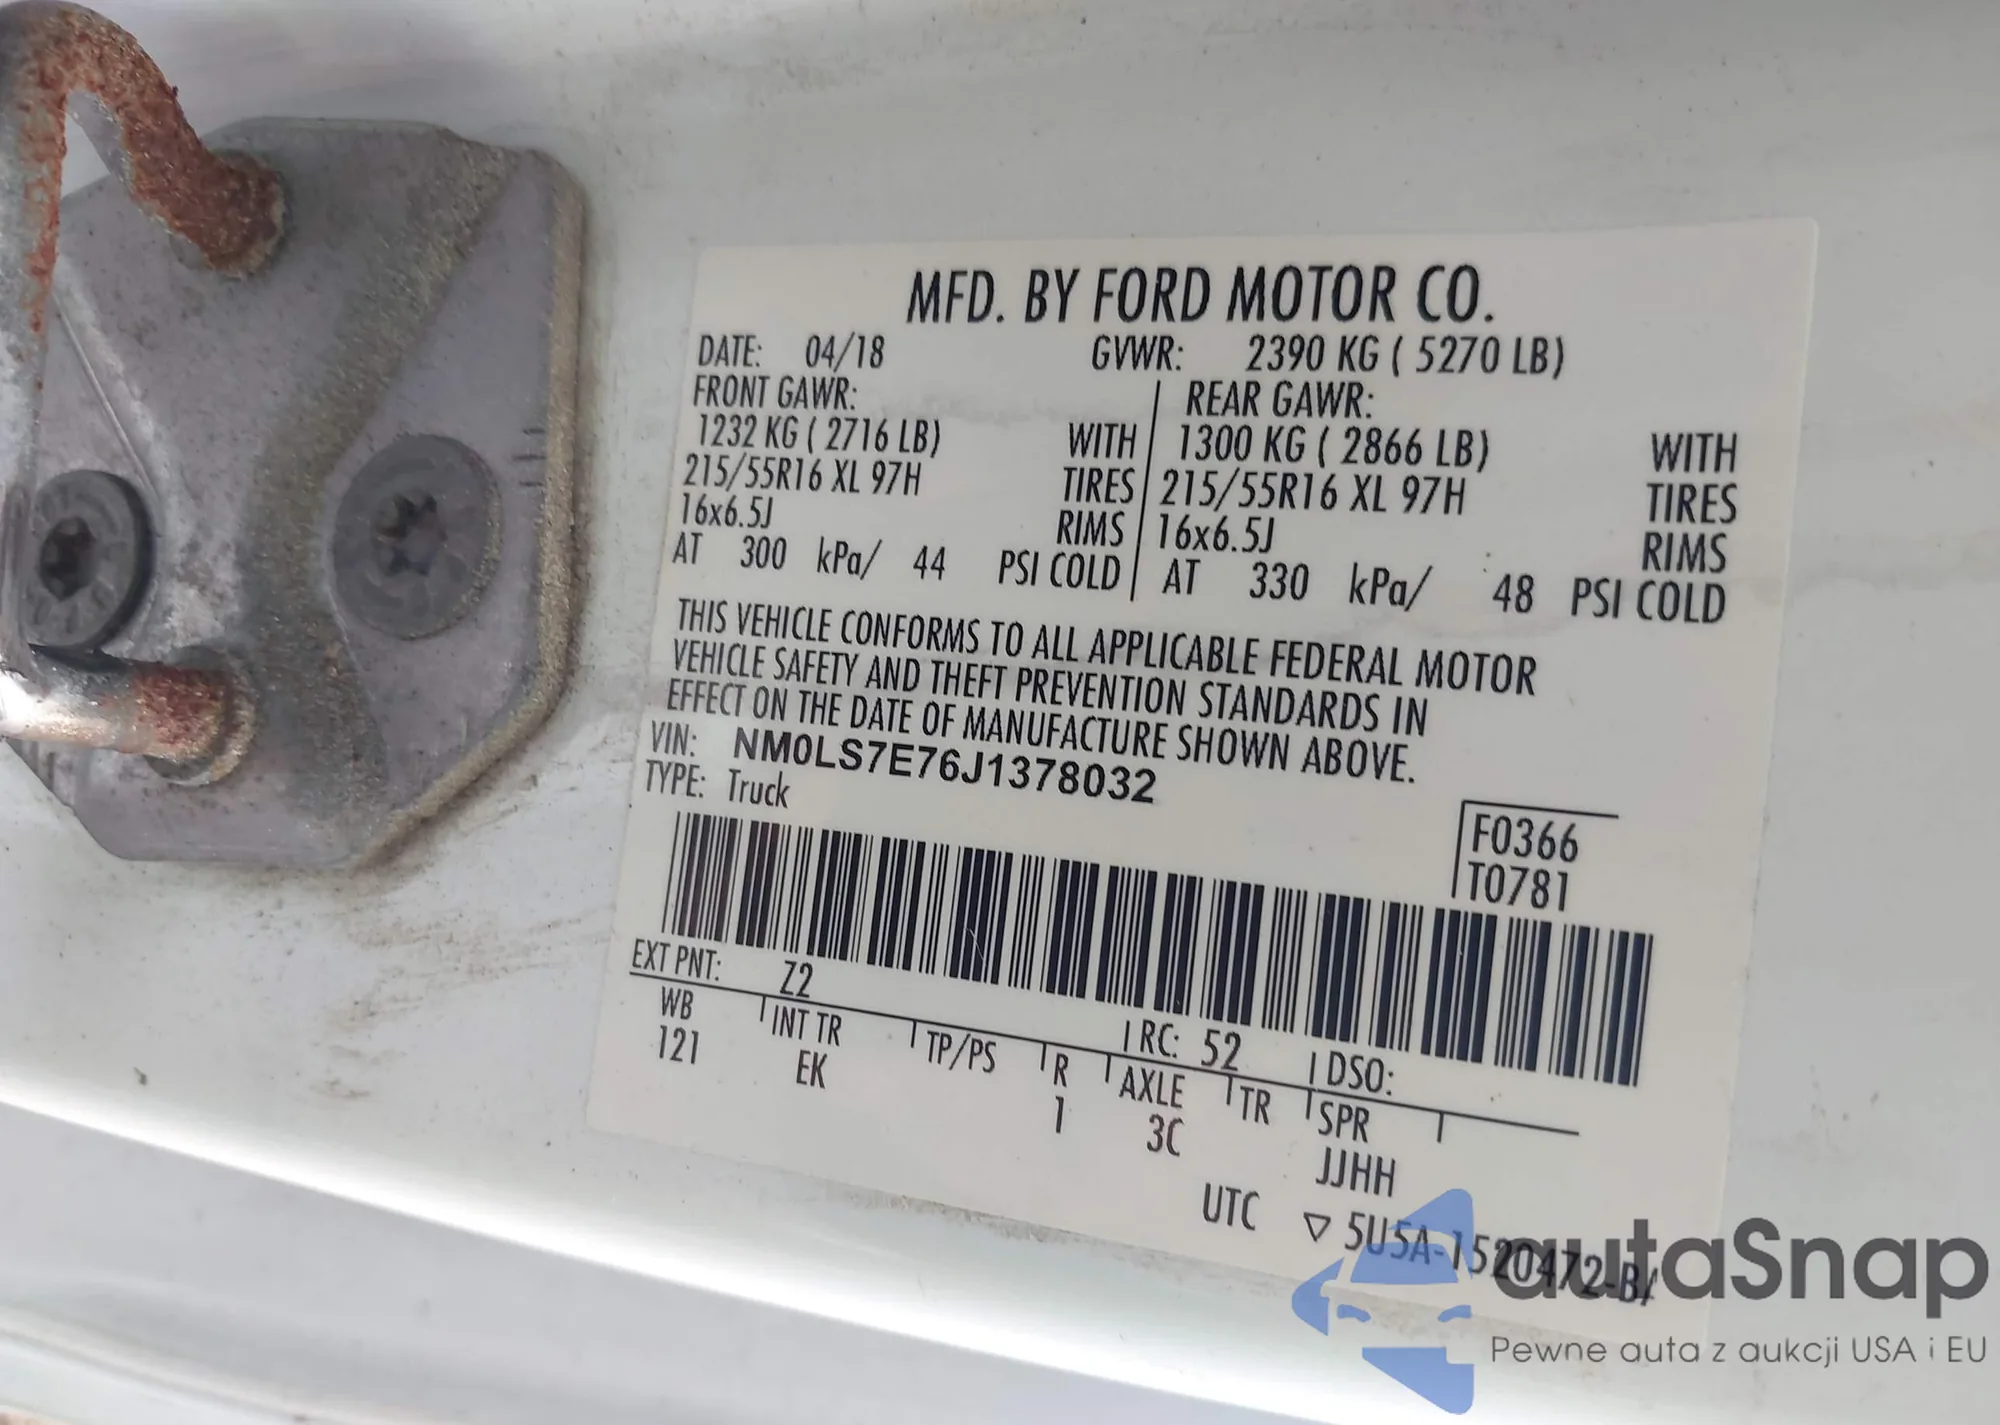 MFD. BY FORD MOTOR CO.
DATE: 04/18 GVWR: 2390 KG ( 5270 LB)
FRONT GAWR: REAR GAWR:
1232 KG ( 2716 LB) WITH 1300 KG ( 2866 LB) WITH
215/55R16 XL 97H TIRES 215/55R16 XL 97H TIRES
16x6.5J RIMS 16x6.5J RIMS
AT 300 kPa/ 44 PSI COLD AT 330 kPa/ 48 PSI COLD
THIS VEHICLE CONFORMS TO ALL APPLICABLE FEDERAL MOTOR
VEHICLE SAFETY AND THEFT PREVENTION STANDARDS IN
EFFECT ON THE DATE OF MANUFACTURE SHOWN ABOVE.
VIN: NM0LS7E76J1378032
TYPE: Truck
F0366
T0781
EXT PNT: Z2 RC: 52 DSO:
WB INT TR TP/PS R AXLE TR SPR
121 EK 1 3C JJHH
UTC ▽ 5U5A-1520472-B
autaSnap
Pewne auta z aukcji USA i EU